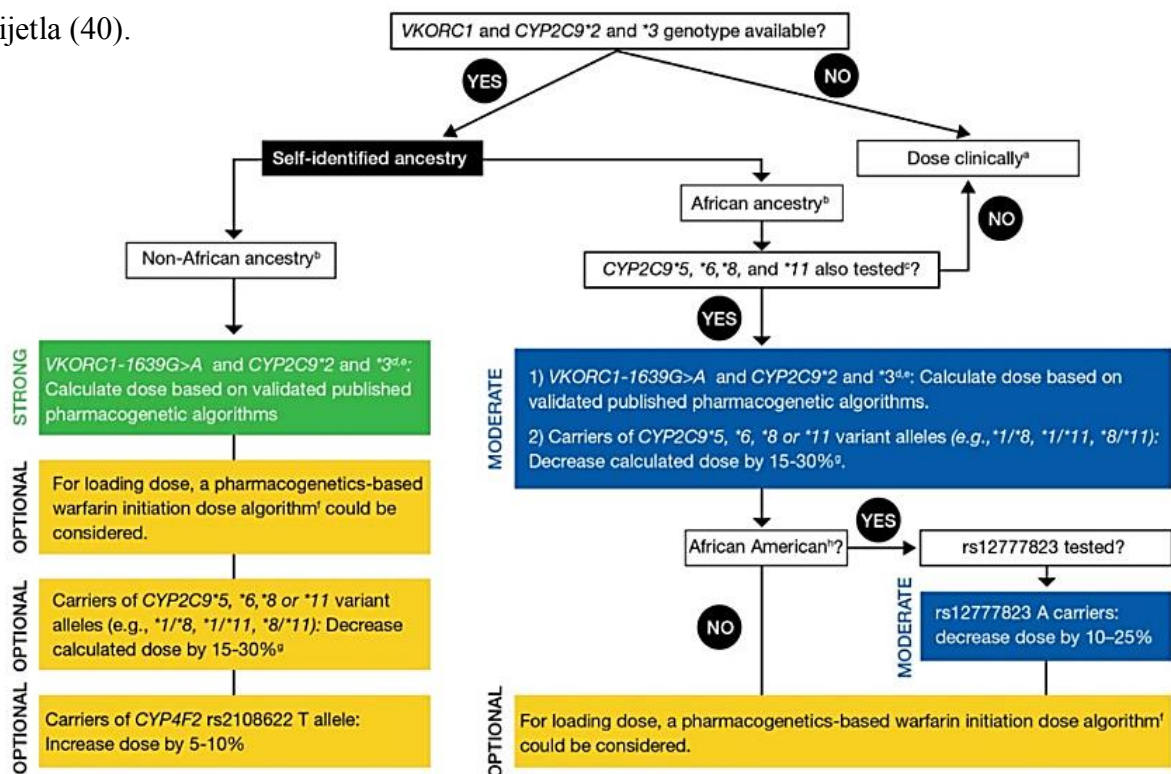 ijetla (40).
VKORC1 and CYP2C9*2 and *3 genotype available?
YES
NO
Self-identified ancestry
Dose clinicallyᵃ
African ancestryᵇ
NO
Non-African ancestryᵇ
CYP2C9*5, *6,*8, and *11 also testedᶜ?
YES
STRONG
VKORC1-1639G>A and CYP2C9*2 and *3ᵈ,ᵉ:
Calculate dose based on validated published
pharmacogenetic algorithms
MODERATE
1) VKORC1-1639G>A and CYP2C9*2 and *3ᵈ,ᵉ: Calculate dose based on
validated published pharmacogenetic algorithms.
2) Carriers of CYP2C9*5, *6, *8 or *11 variant alleles (e.g.,*1/*8, *1/*11, *8/*11):
Decrease calculated dose by 15-30%ᵍ.
OPTIONAL
For loading dose, a pharmacogenetics-based
warfarin initiation dose algorithmᶠ could be
considered.
African Americanʰ?
YES
rs12777823 tested?
OPTIONAL
Carriers of CYP2C9*5, *6,*8 or *11 variant
alleles (e.g., *1/*8, *1/*11, *8/*11): Decrease
calculated dose by 15-30%ᵍ
NO
MODERATE
rs12777823 A carriers:
decrease dose by 10–25%
OPTIONAL
Carriers of CYP4F2 rs2108622 T allele:
Increase dose by 5-10%
OPTIONAL
For loading dose, a pharmacogenetics-based warfarin initiation dose algorithmᶠ
could be considered.